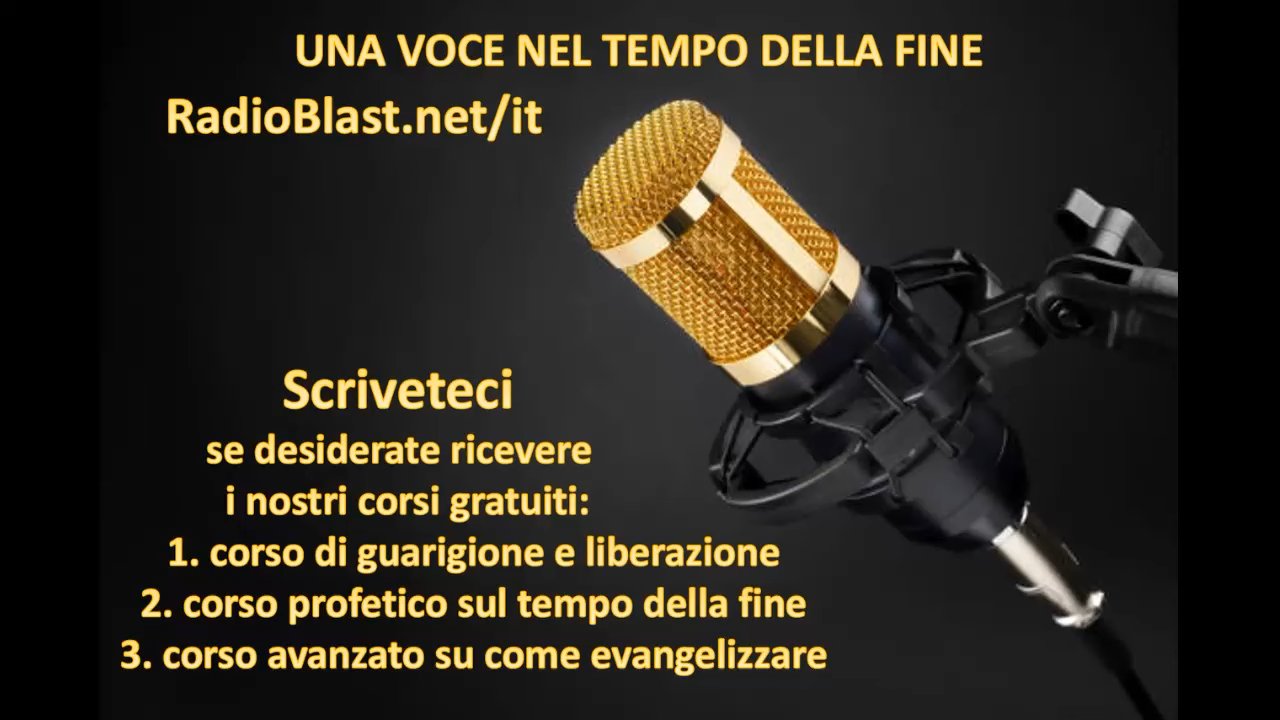 UNA VOCE NEL TEMPO DELLA FINE
RadioBlast.net/it
Scriveteci
se desiderate ricevere
i nostri corsi gratuiti:
1. corso di guarigione e liberazione
2. corso profetico sul tempo della fine
3. corso avanzato su come evangelizzare